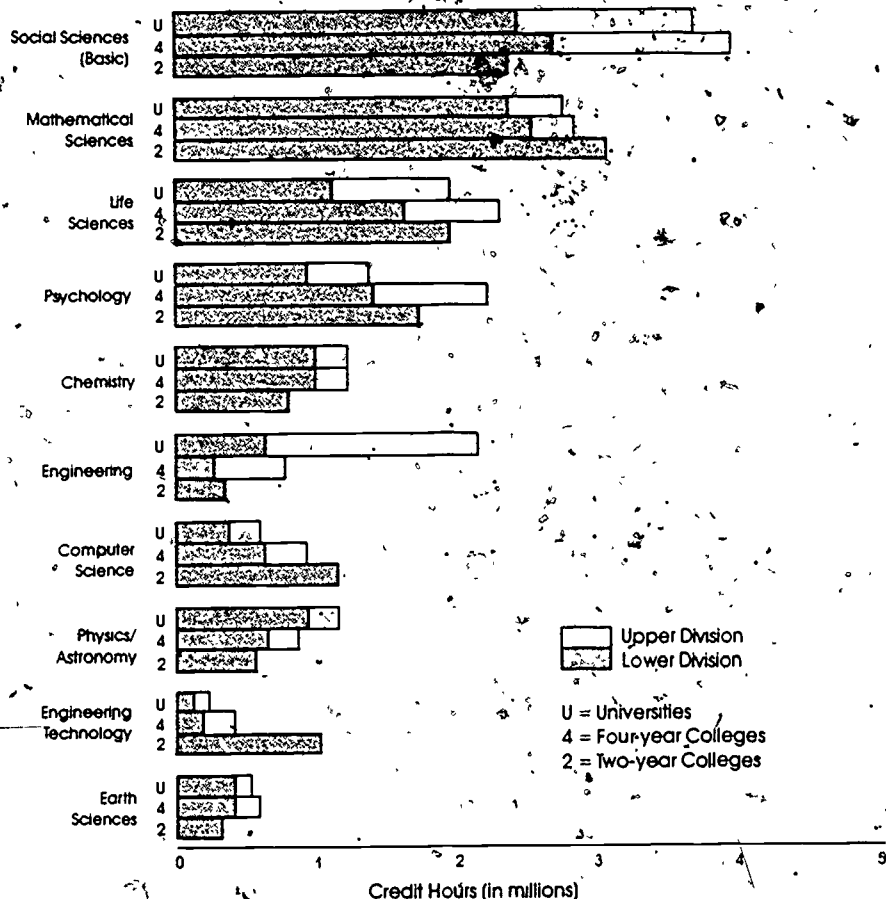 Social Sciences
(Basic)
U
4
2
Mathematical
Sciences
U
4
2
Life
Sciences
U
4
2
Psychology
U
4
2
Chemistry
U
4
2
Engineering
U
4
2
Computer
Science
U
4
2
Physics/
Astronomy
U
4
2
Engineering
Technology
U
4
2
Earth
Sciences
U
4
2
Upper Division
Lower Division
U = Universities
4 = Four-year Colleges
2 = Two-year Colleges
0 1 2 3 4 5
Credit Hours (in millions)